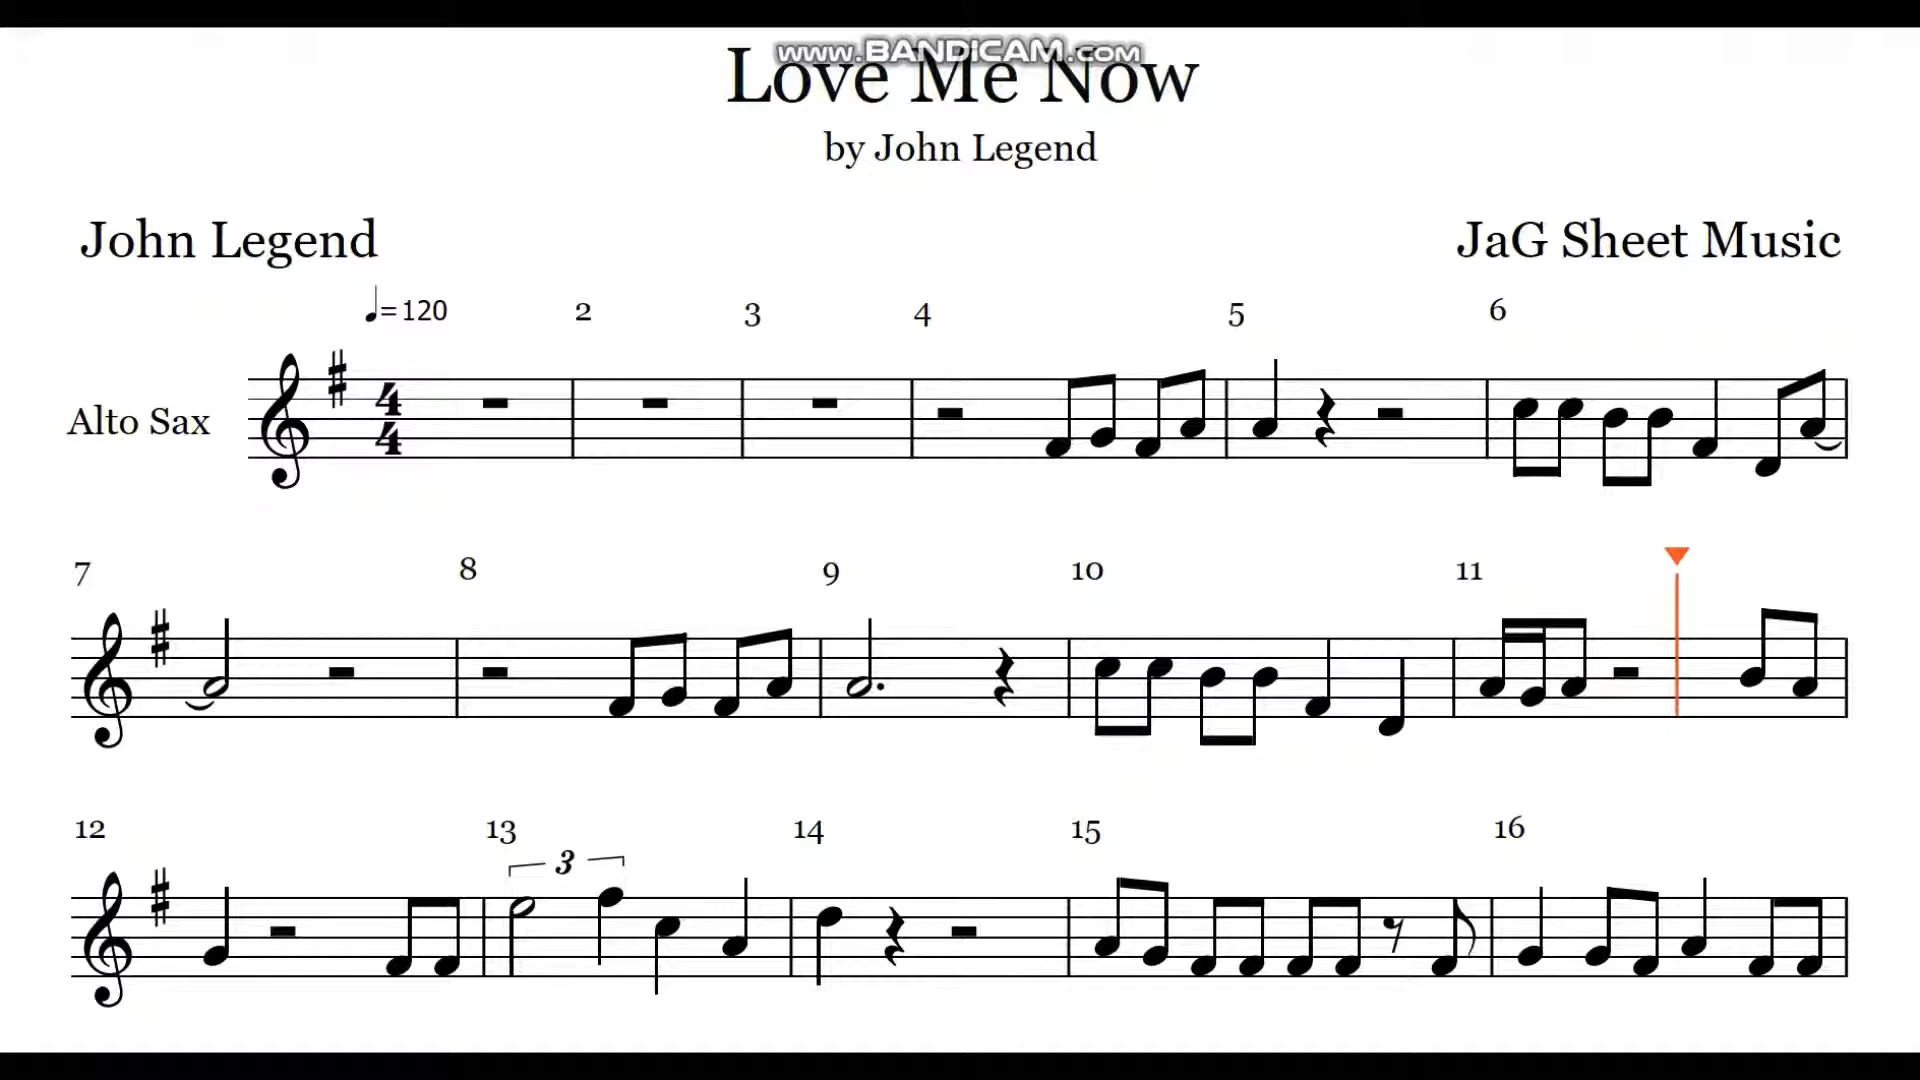 www.BANDICAM.com
Love Me Now
by John Legend
John Legend
JaG Sheet Music
♩=120 2 3 4 5 6
Alto Sax
4
4
7 8 9 10 11
12 13 14 15 16
3